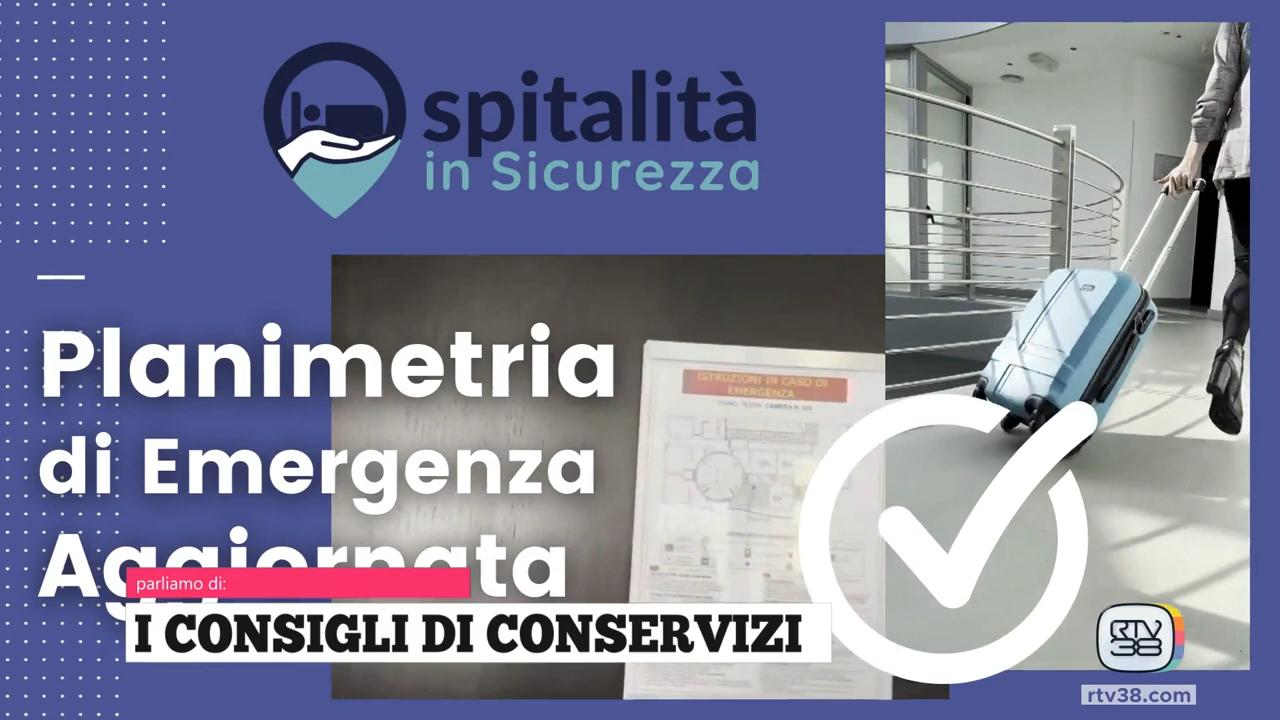 spitalità
in Sicurezza
Planimetria
di Emergenza
Aggiornata
ISTRUZIONI IN CASO DI
EMERGENZA
parliamo di:
I CONSIGLI DI CONSERVIZI
RTV
38
rtv38.com